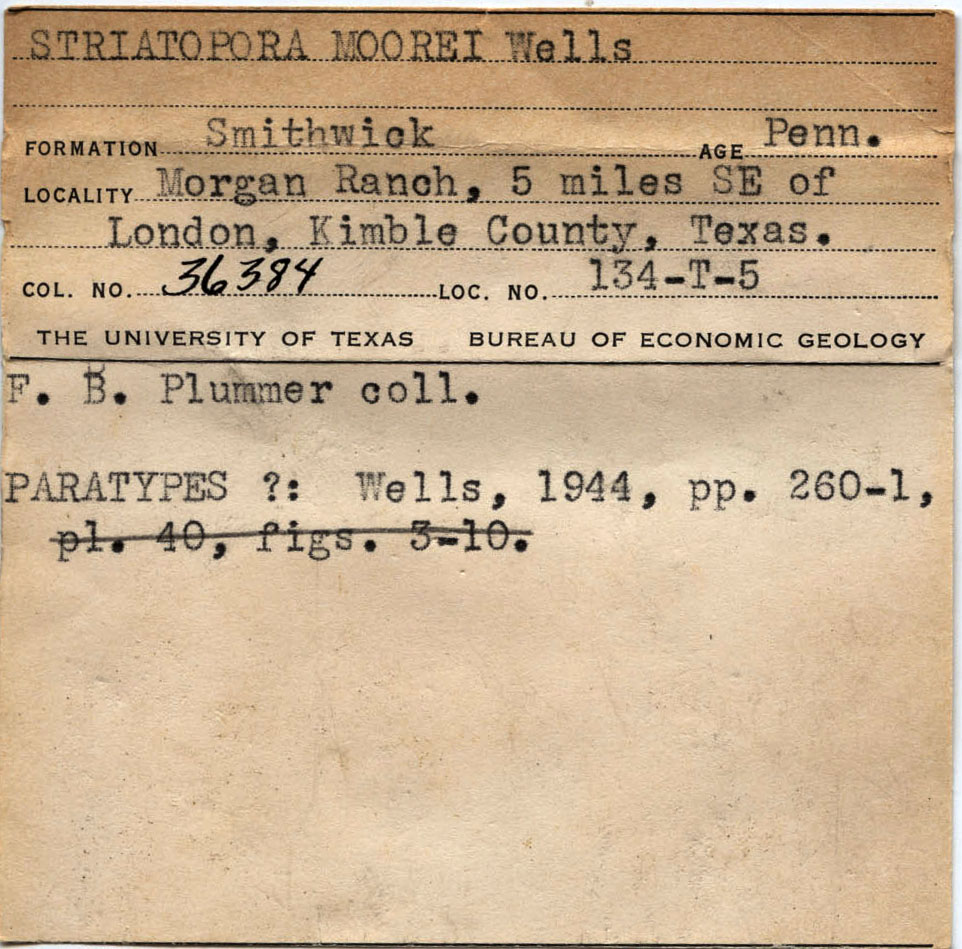 STRIATOPORA MOOREI Wells
FORMATION Smithwick AGE Penn.
LOCALITY Morgan Ranch, 5 miles SE of
London, Kimble County, Texas.
COL. NO. 36384 LOC. NO. 134-T-5
THE UNIVERSITY OF TEXAS BUREAU OF ECONOMIC GEOLOGY
F. B. Plummer coll.
PARATYPES ?: Wells, 1944, pp. 260-1,
pl. 40, figs. 3-10.